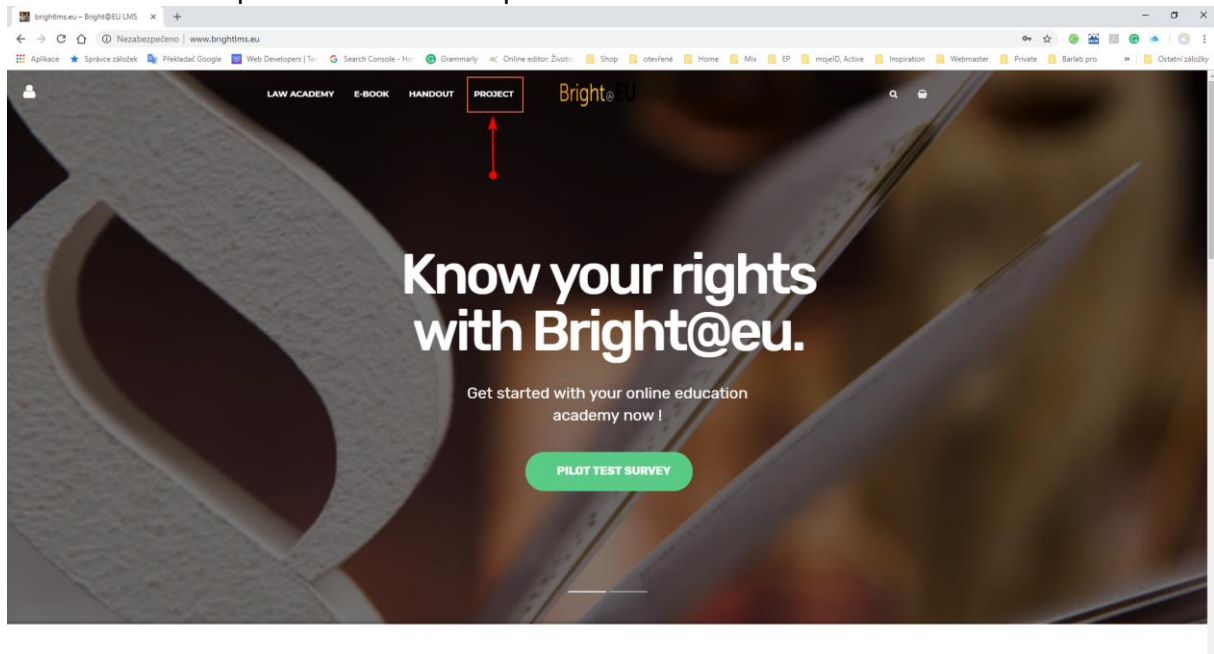 brightlms.eu – Bright@EU LMS
Nezabezpečeno | www.brightlms.eu
Aplikace Správce záložek Překladač Google Web Developers | Te Search Console - Ho Grammarly Online editor: Životo Shop otevřené Home Mix EP mojeID, Active Inspiration Webmaster Private Barlab pro » Ostatní záložky
LAW ACADEMY E-BOOK HANDOUT PROJECT Bright@EU
Know your rights
with Bright@eu.
Get started with your online education
academy now !
PILOT TEST SURVEY